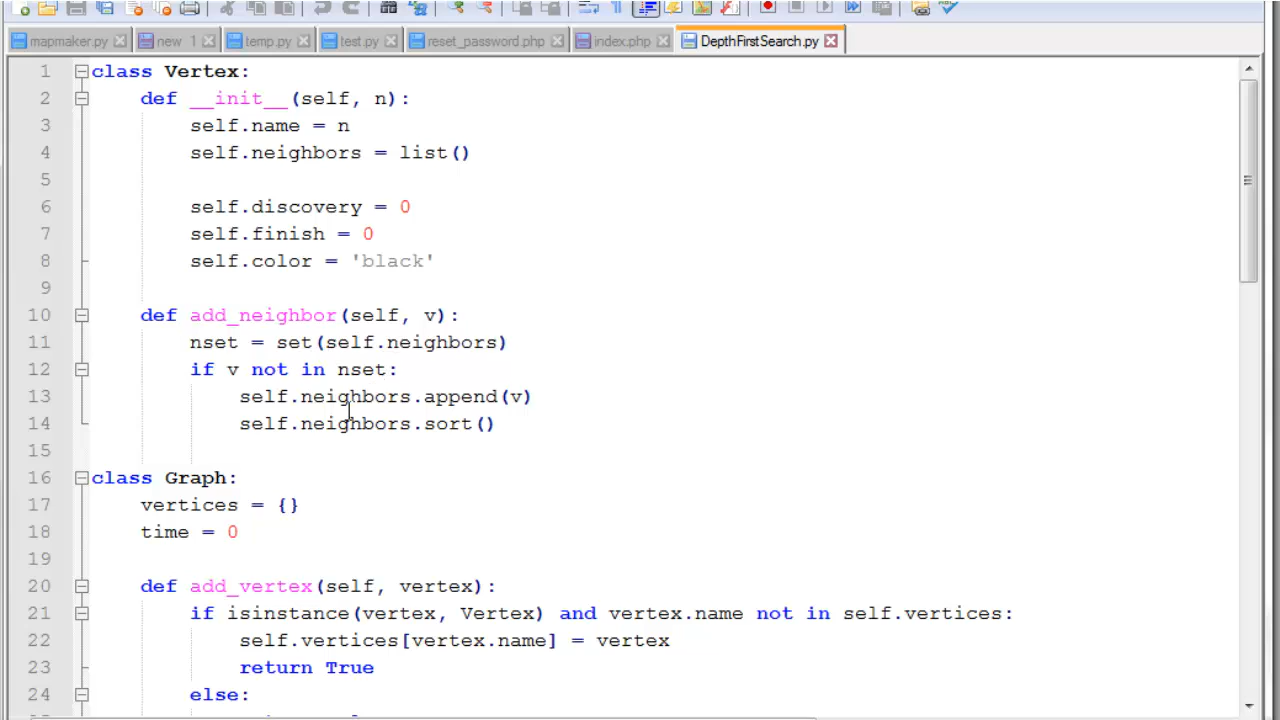 mapmaker.py new 1 temp.py test.py reset_password.php index.php DepthFirstSearch.py
1 class Vertex:
2 def __init__(self, n):
3 self.name = n
4 self.neighbors = list()
5
6 self.discovery = 0
7 self.finish = 0
8 self.color = 'black'
9
10 def add_neighbor(self, v):
11 nset = set(self.neighbors)
12 if v not in nset:
13 self.neighbors.append(v)
14 self.neighbors.sort()
15
16 class Graph:
17 vertices = {}
18 time = 0
19
20 def add_vertex(self, vertex):
21 if isinstance(vertex, Vertex) and vertex.name not in self.vertices:
22 self.vertices[vertex.name] = vertex
23 return True
24 else: